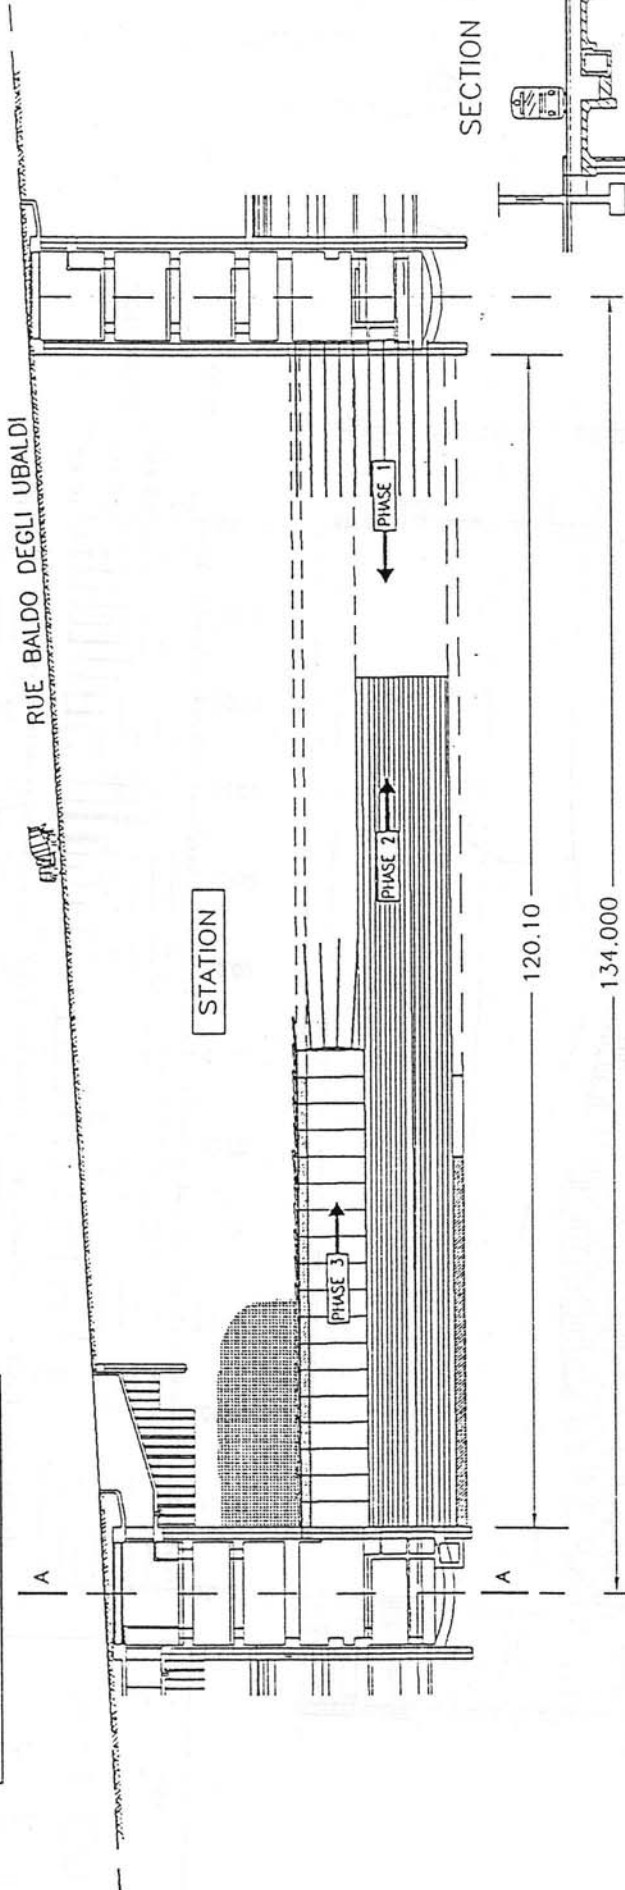 RUE BALDO DEGLI UBALDI
SECTION
STATION
PHASE 1
PHASE 2
PHASE 3
A
A
120.10
134.000